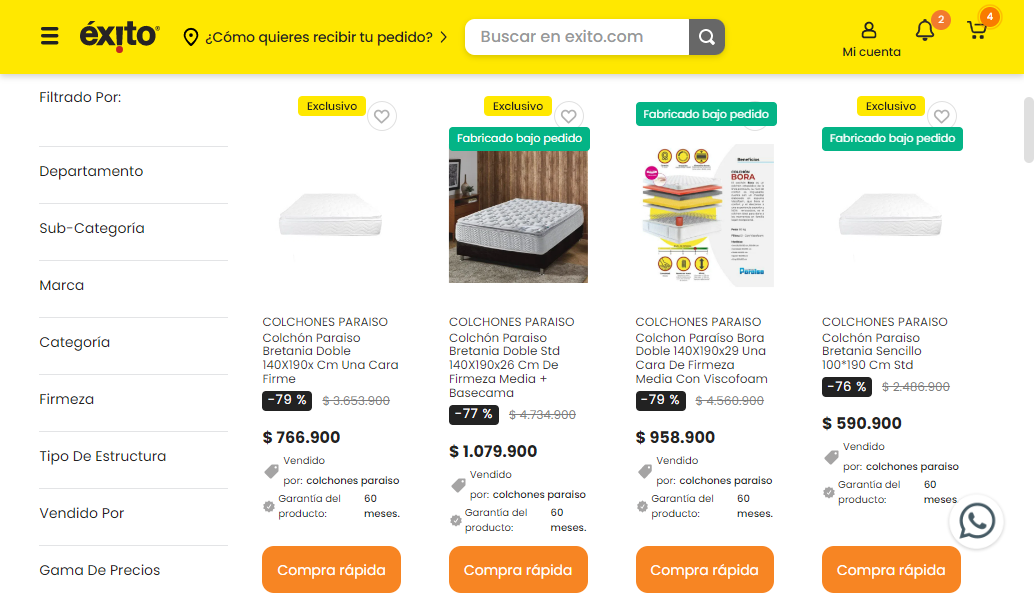 éxito
¿Cómo quieres recibir tu pedido?
Buscar en exito.com
Mi cuenta
2
4
Filtrado Por:
Departamento
Sub-Categoría
Marca
Categoría
Firmeza
Tipo De Estructura
Vendido Por
Gama De Precios
Exclusivo
COLCHONES PARAISO
Colchón Paraiso
Bretania Doble
140X190x Cm Una Cara
Firme
-79 % $ 3.653.900
$ 766.900
Vendido
por: colchones paraiso
Garantía del
producto:
60
meses.
Compra rápida
Exclusivo
Fabricado bajo pedido
COLCHONES PARAISO
Colchón Paraiso
Bretania Doble Std
140X190x26 Cm De
Firmeza Media +
Basecama
-77 % $ 4.734.900
$ 1.079.900
Vendido
por: colchones paraiso
Garantía del
producto:
60
meses.
Compra rápida
Fabricado bajo pedido
Beneficios
COLCHÓN
BORA
Paraiso
COLCHONES PARAISO
Colchon Paraíso Bora
Doble 140X190x29 Una
Cara De Firmeza
Media Con Viscofoam
-79 % $ 4.560.900
$ 958.900
Vendido
por: colchones paraiso
Garantía del
producto:
60
meses.
Compra rápida
Exclusivo
Fabricado bajo pedido
COLCHONES PARAISO
Colchón Paraiso
Bretania Sencillo
100*190 Cm Std
-76 % $ 2.486.900
$ 590.900
Vendido
por: colchones paraiso
Garantía del
producto:
60
meses.
Compra rápida